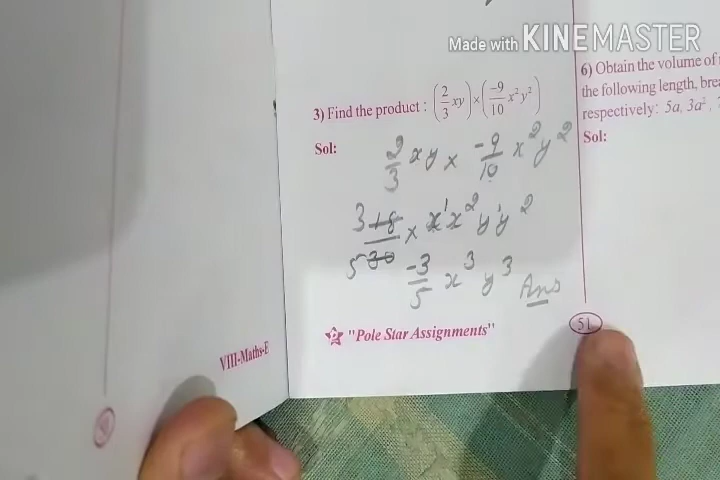 Made with KINEMASTER
3) Find the product : (2/3 xy) × (-9/10 x²y²)
Sol:
2/3 xy × -9/10 x²y²
3 -18/30 5 × x¹x² y¹y²
-3/5 x³ y³ Ans
"Pole Star Assignments"
VIII-Maths-E
51
6) Obtain the volume of
the following length,
respectively: 5a, 3a²,
Sol: